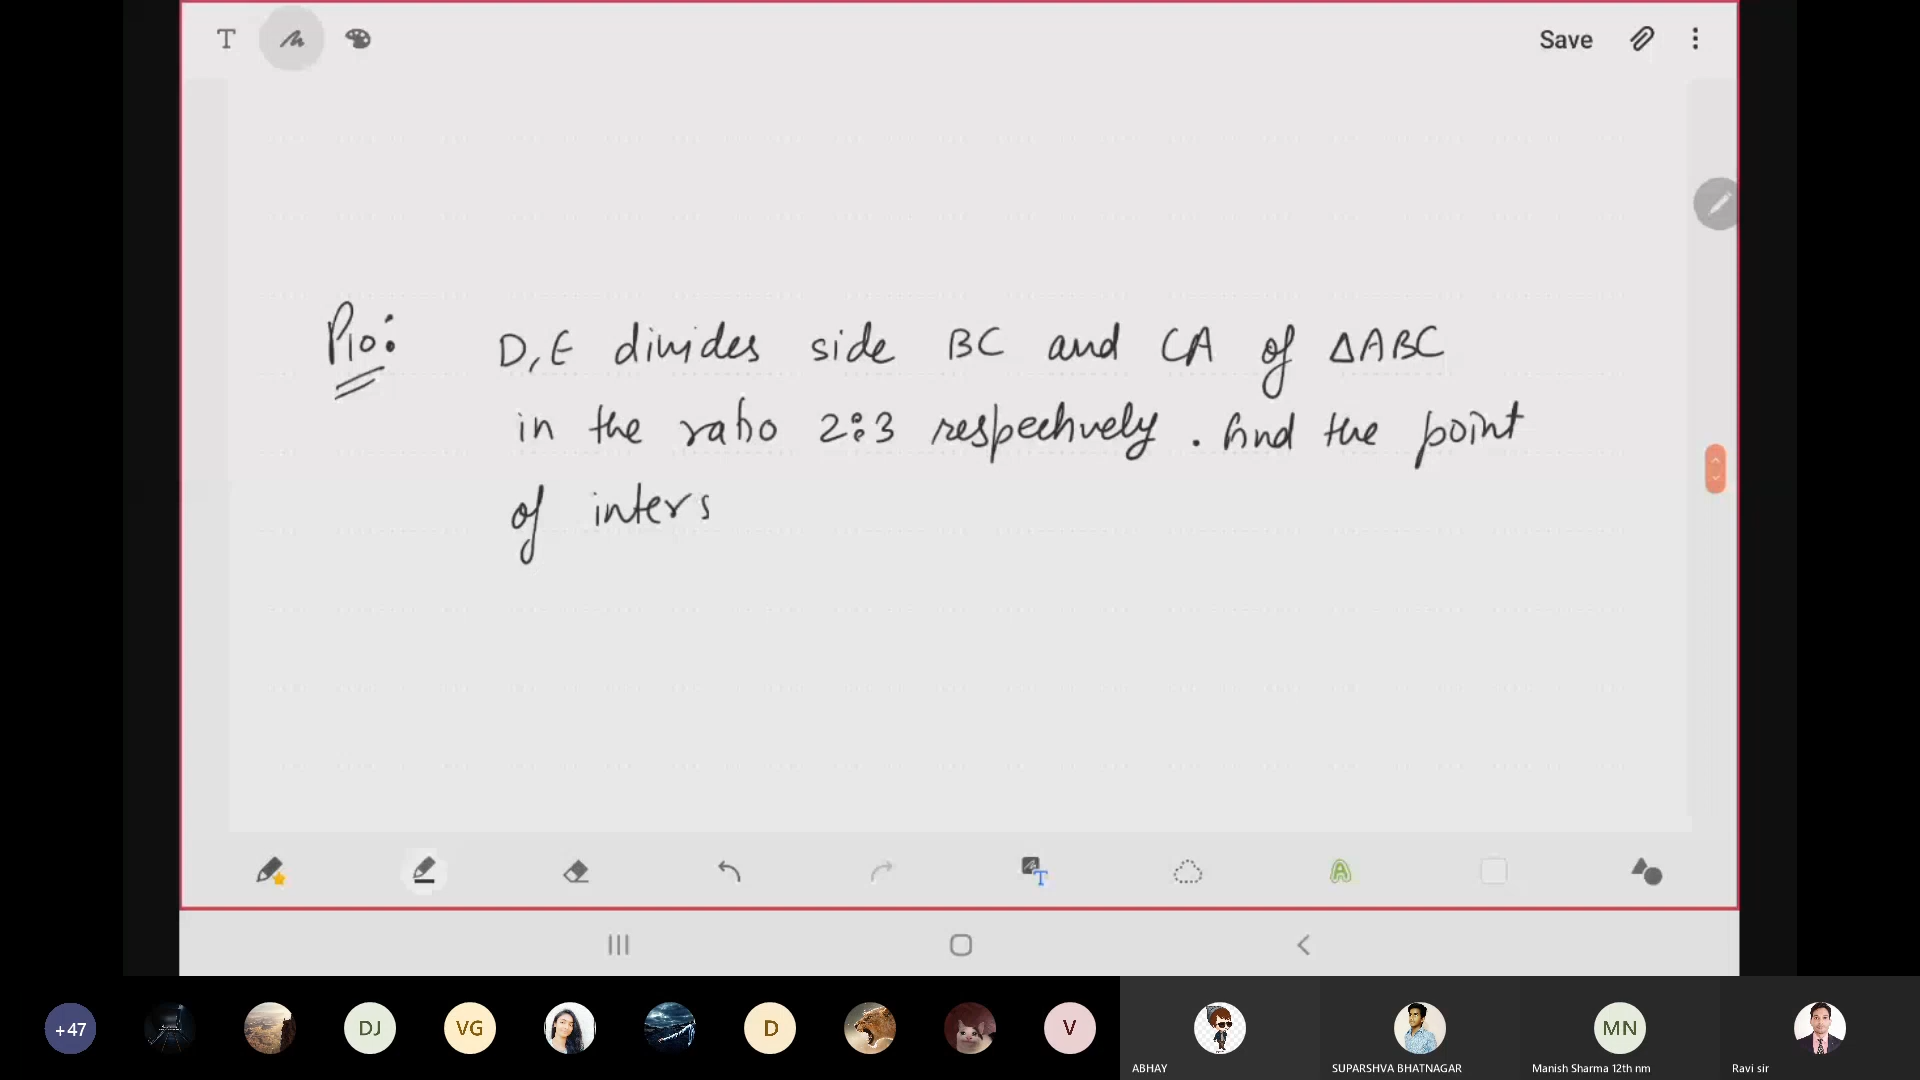 T Save
P10: D, E divides side BC and CA of ΔABC
in the ratio 2:3 respectively. find the point
of inters
A
T
+47 DJ VG D V MN
ABHAY SUPARSHVA BHATNAGAR Manish Sharma 12th nm Ravi sir